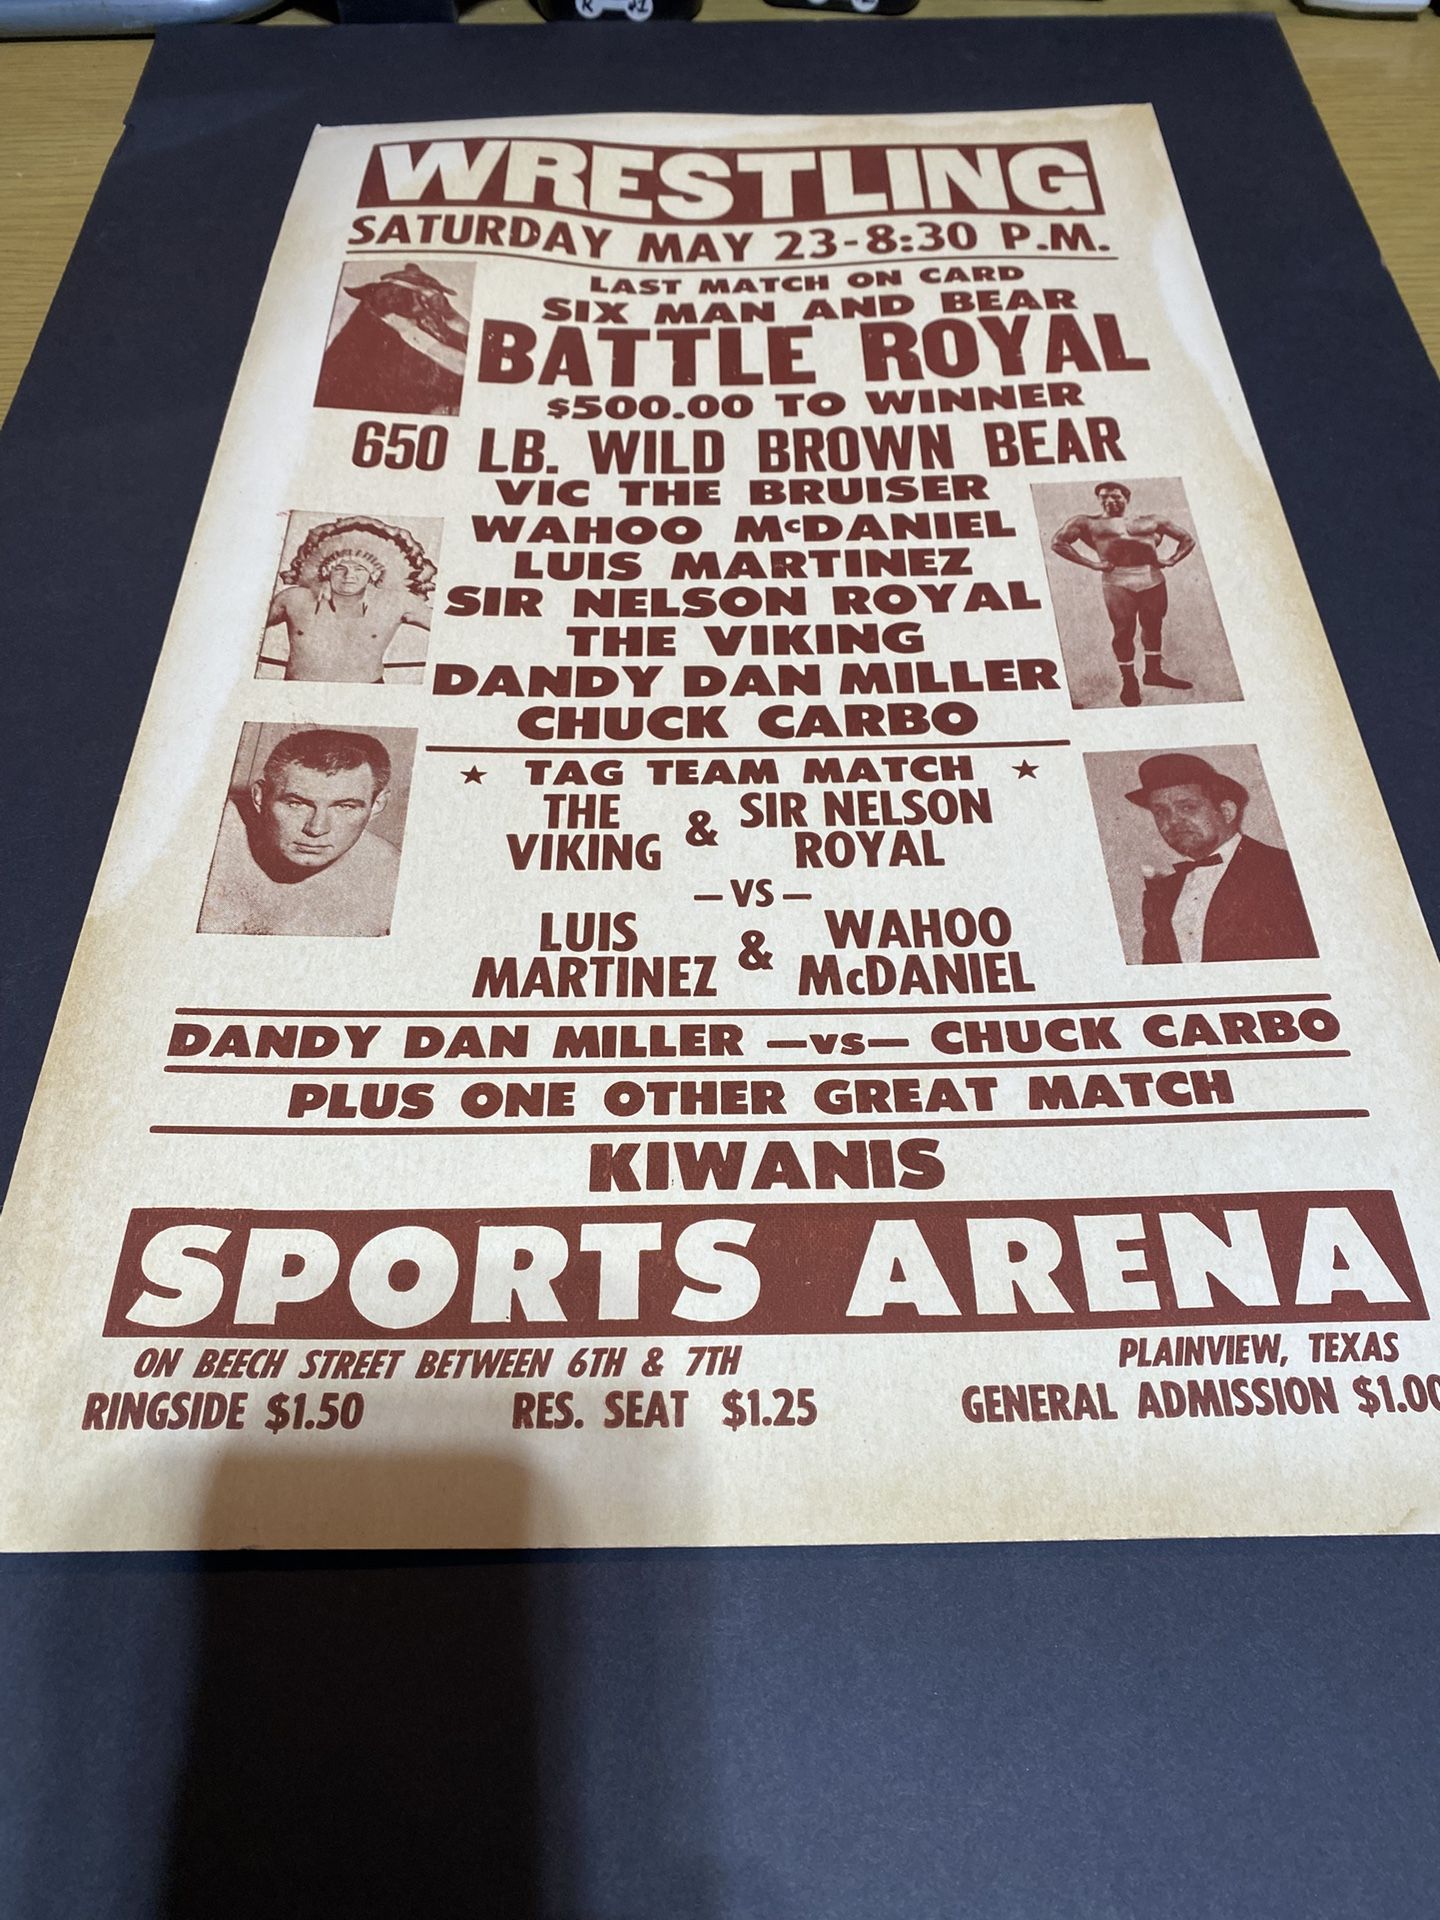 WRESTLING
SATURDAY MAY 23-8:30 P.M.
LAST MATCH ON CARD
SIX MAN AND BEAR
BATTLE ROYAL
$500.00 TO WINNER
650 LB. WILD BROWN BEAR
VIC THE BRUISER
WAHOO McDANIEL
LUIS MARTINEZ
SIR NELSON ROYAL
THE VIKING
DANDY DAN MILLER
CHUCK CARBO
★ TAG TEAM MATCH ★
THE VIKING & SIR NELSON ROYAL
—VS—
LUIS MARTINEZ & WAHOO McDANIEL
DANDY DAN MILLER —vs— CHUCK CARBO
PLUS ONE OTHER GREAT MATCH
KIWANIS
SPORTS ARENA
ON BEECH STREET BETWEEN 6TH & 7TH PLAINVIEW, TEXAS
RINGSIDE $1.50 RES. SEAT $1.25 GENERAL ADMISSION $1.00